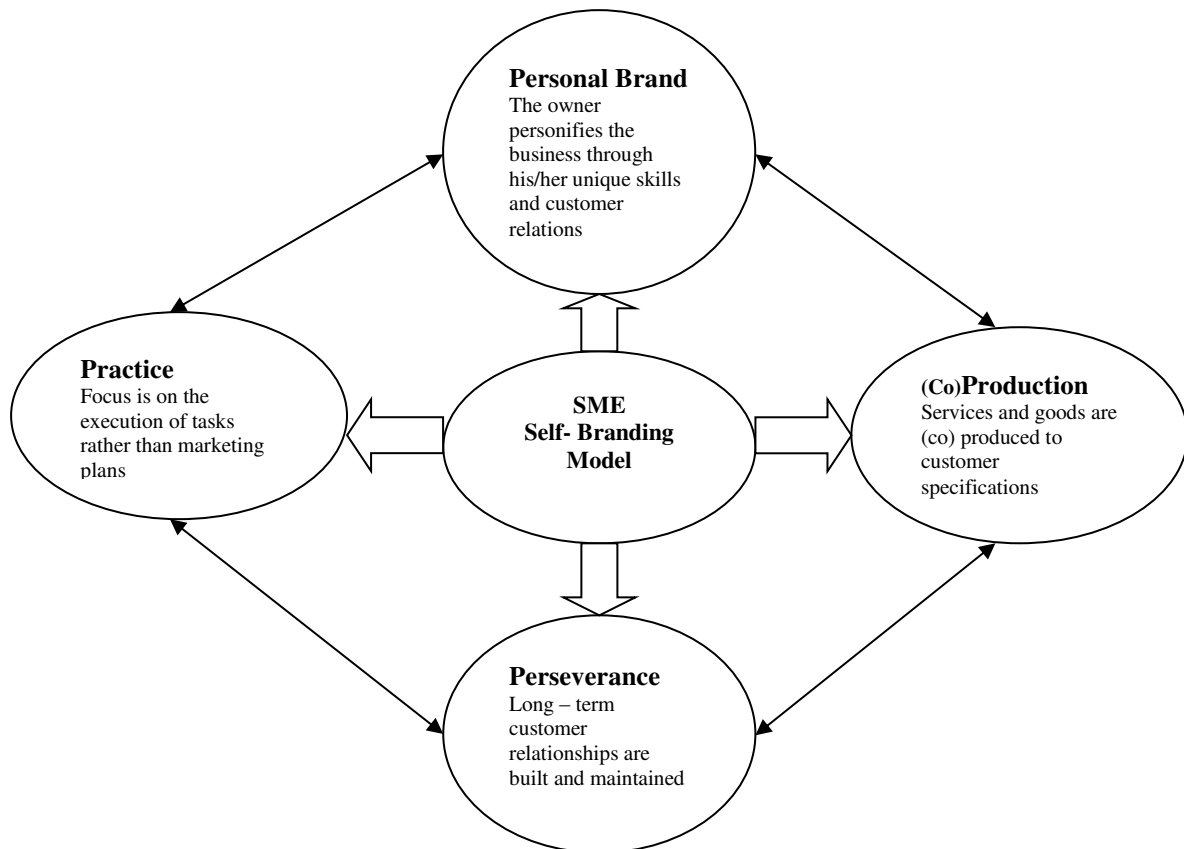 Personal Brand
The owner
personifies the
business through
his/her unique skills
and customer
relations
Practice
Focus is on the
execution of tasks
rather than marketing
plans
SME
Self- Branding
Model
(Co)Production
Services and goods are
(co) produced to
customer
specifications
Perseverance
Long – term
customer
relationships are
built and maintained